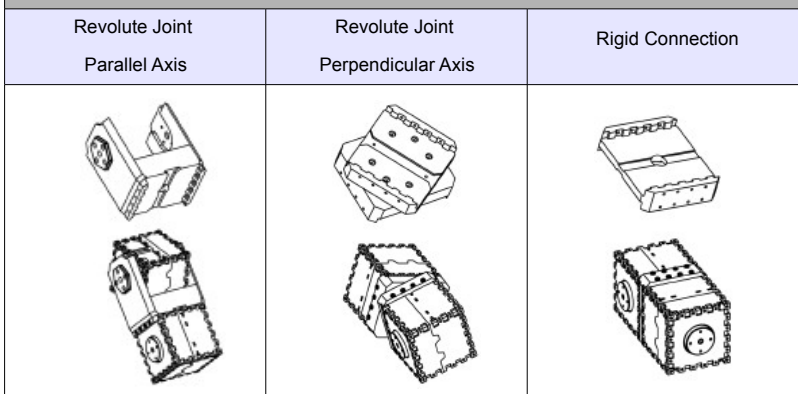 Revolute Joint
Parallel Axis
Revolute Joint
Perpendicular Axis
Rigid Connection